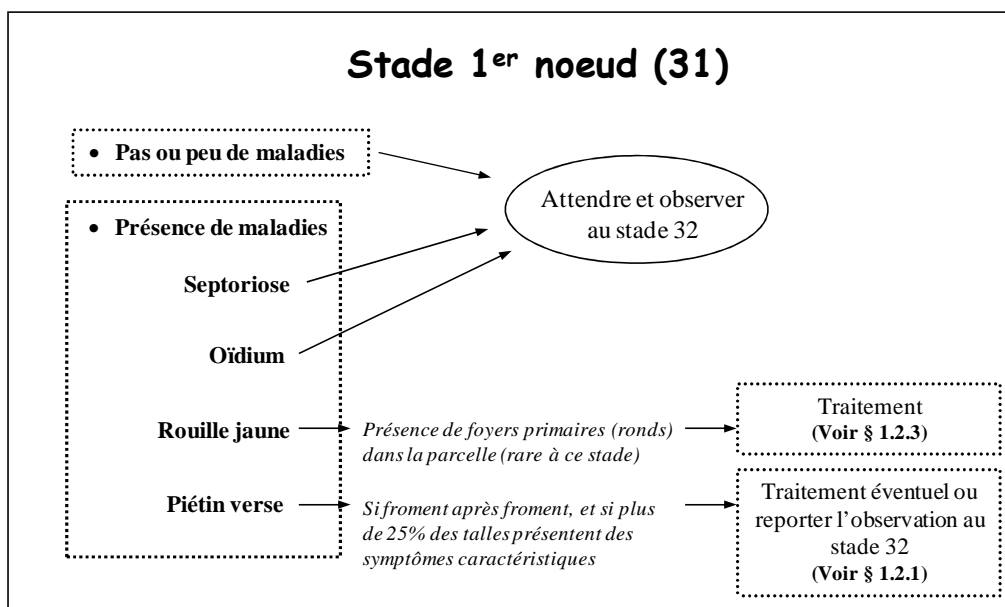 Stade 1er noeud (31)
• Pas ou peu de maladies
Attendre et observer
au stade 32
• Présence de maladies
Septoriose
Oïdium
Rouille jaune
Présence de foyers primaires (ronds)
dans la parcelle (rare à ce stade)
Traitement
(Voir § 1.2.3)
Piétin verse
Si froment après froment, et si plus
de 25% des talles présentent des
symptômes caractéristiques
Traitement éventuel ou
reporter l’observation au
stade 32
(Voir § 1.2.1)